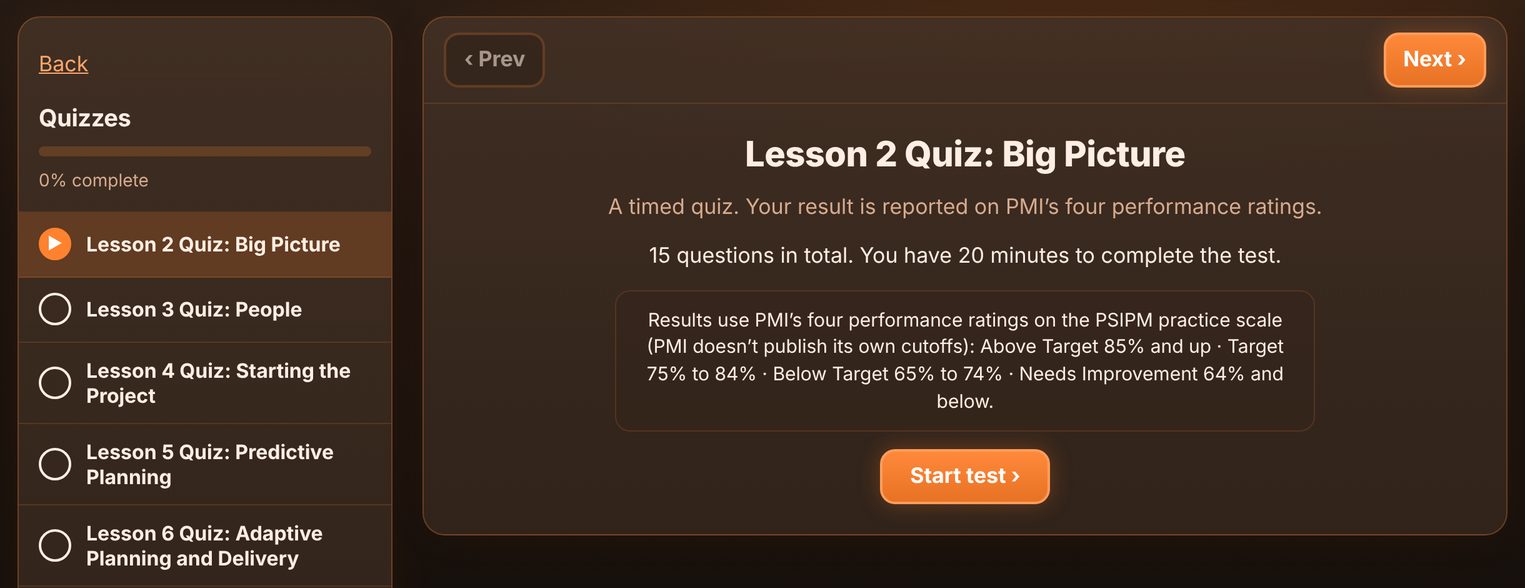 Back
Quizzes
0% complete
Lesson 2 Quiz: Big Picture
Lesson 3 Quiz: People
Lesson 4 Quiz: Starting the
Project
Lesson 5 Quiz: Predictive
Planning
Lesson 6 Quiz: Adaptive
Planning and Delivery
‹ Prev
Next ›
Lesson 2 Quiz: Big Picture
A timed quiz. Your result is reported on PMI’s four performance ratings.
15 questions in total. You have 20 minutes to complete the test.
Results use PMI’s four performance ratings on the PSIPM practice scale
(PMI doesn’t publish its own cutoffs): Above Target 85% and up · Target
75% to 84% · Below Target 65% to 74% · Needs Improvement 64% and
below.
Start test ›